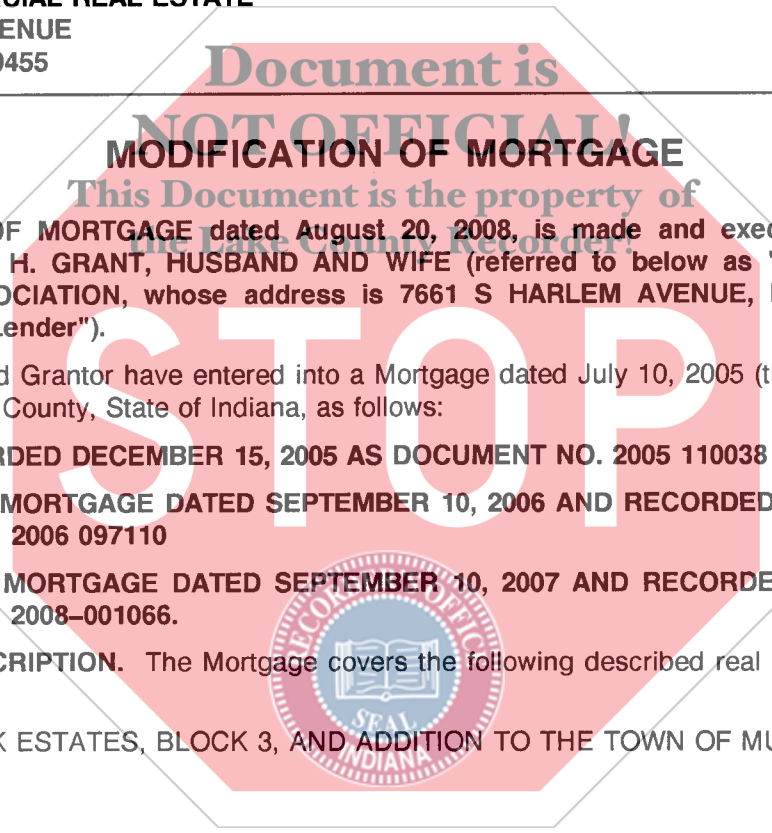 CIAL REAL ESTATE
ENUE
0455
Document is
NOT OFFICIAL!
MODIFICATION OF MORTGAGE
This Document is the property of
the Lake County Recorder!
OF MORTGAGE dated August 20, 2008, is made and exec
H. GRANT, HUSBAND AND WIFE (referred to below as "
OCIATION, whose address is 7661 S HARLEM AVENUE,
ender").
d Grantor have entered into a Mortgage dated July 10, 2005 (t
County, State of Indiana, as follows:
STOP
RDED DECEMBER 15, 2005 AS DOCUMENT NO. 2005 110038
MORTGAGE DATED SEPTEMBER 10, 2006 AND RECORDED
2006 097110
MORTGAGE DATED SEPTEMBER 10, 2007 AND RECORDE
2008-001066.
CRIPTION. The Mortgage covers the following described real
RECORDER OFFICE
SEAL
INDIANA
K ESTATES, BLOCK 3, AND ADDITION TO THE TOWN OF MU